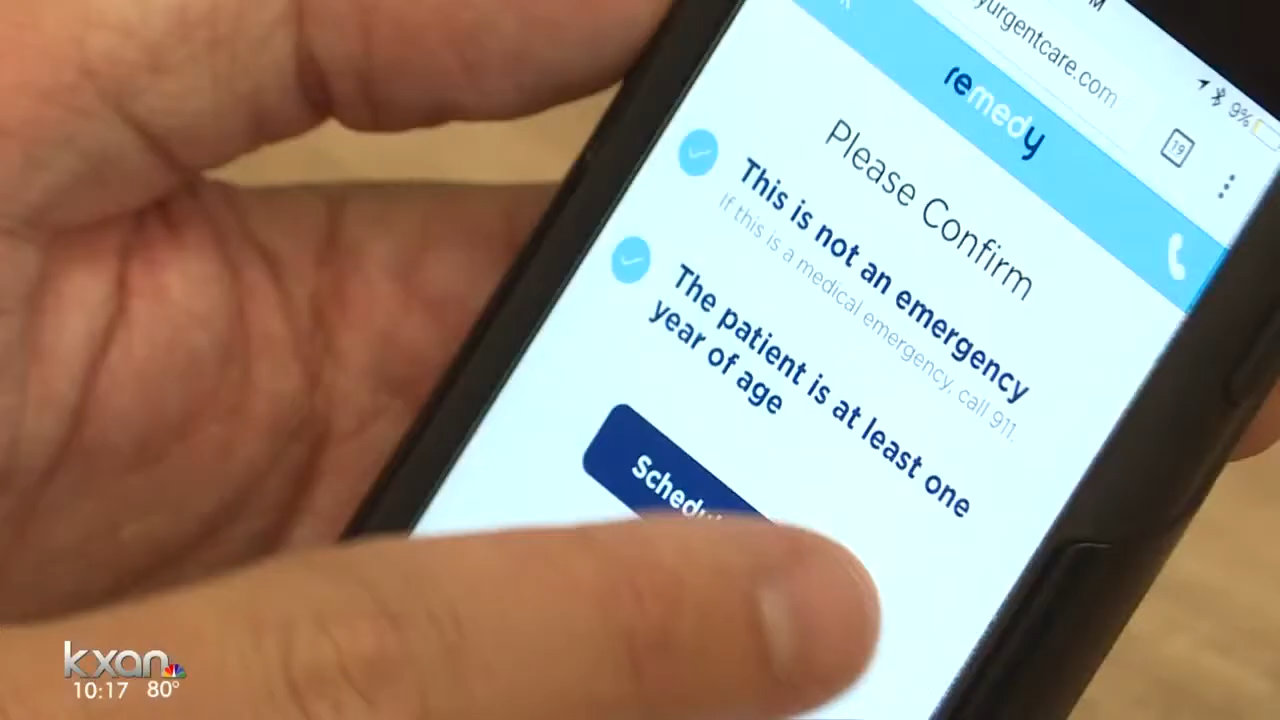 M
yurgentcare.com
9%
19
remedy
Please Confirm
This is not an emergency
If this is a medical emergency, call 911.
The patient is at least one
year of age
kxan
10:17 80°